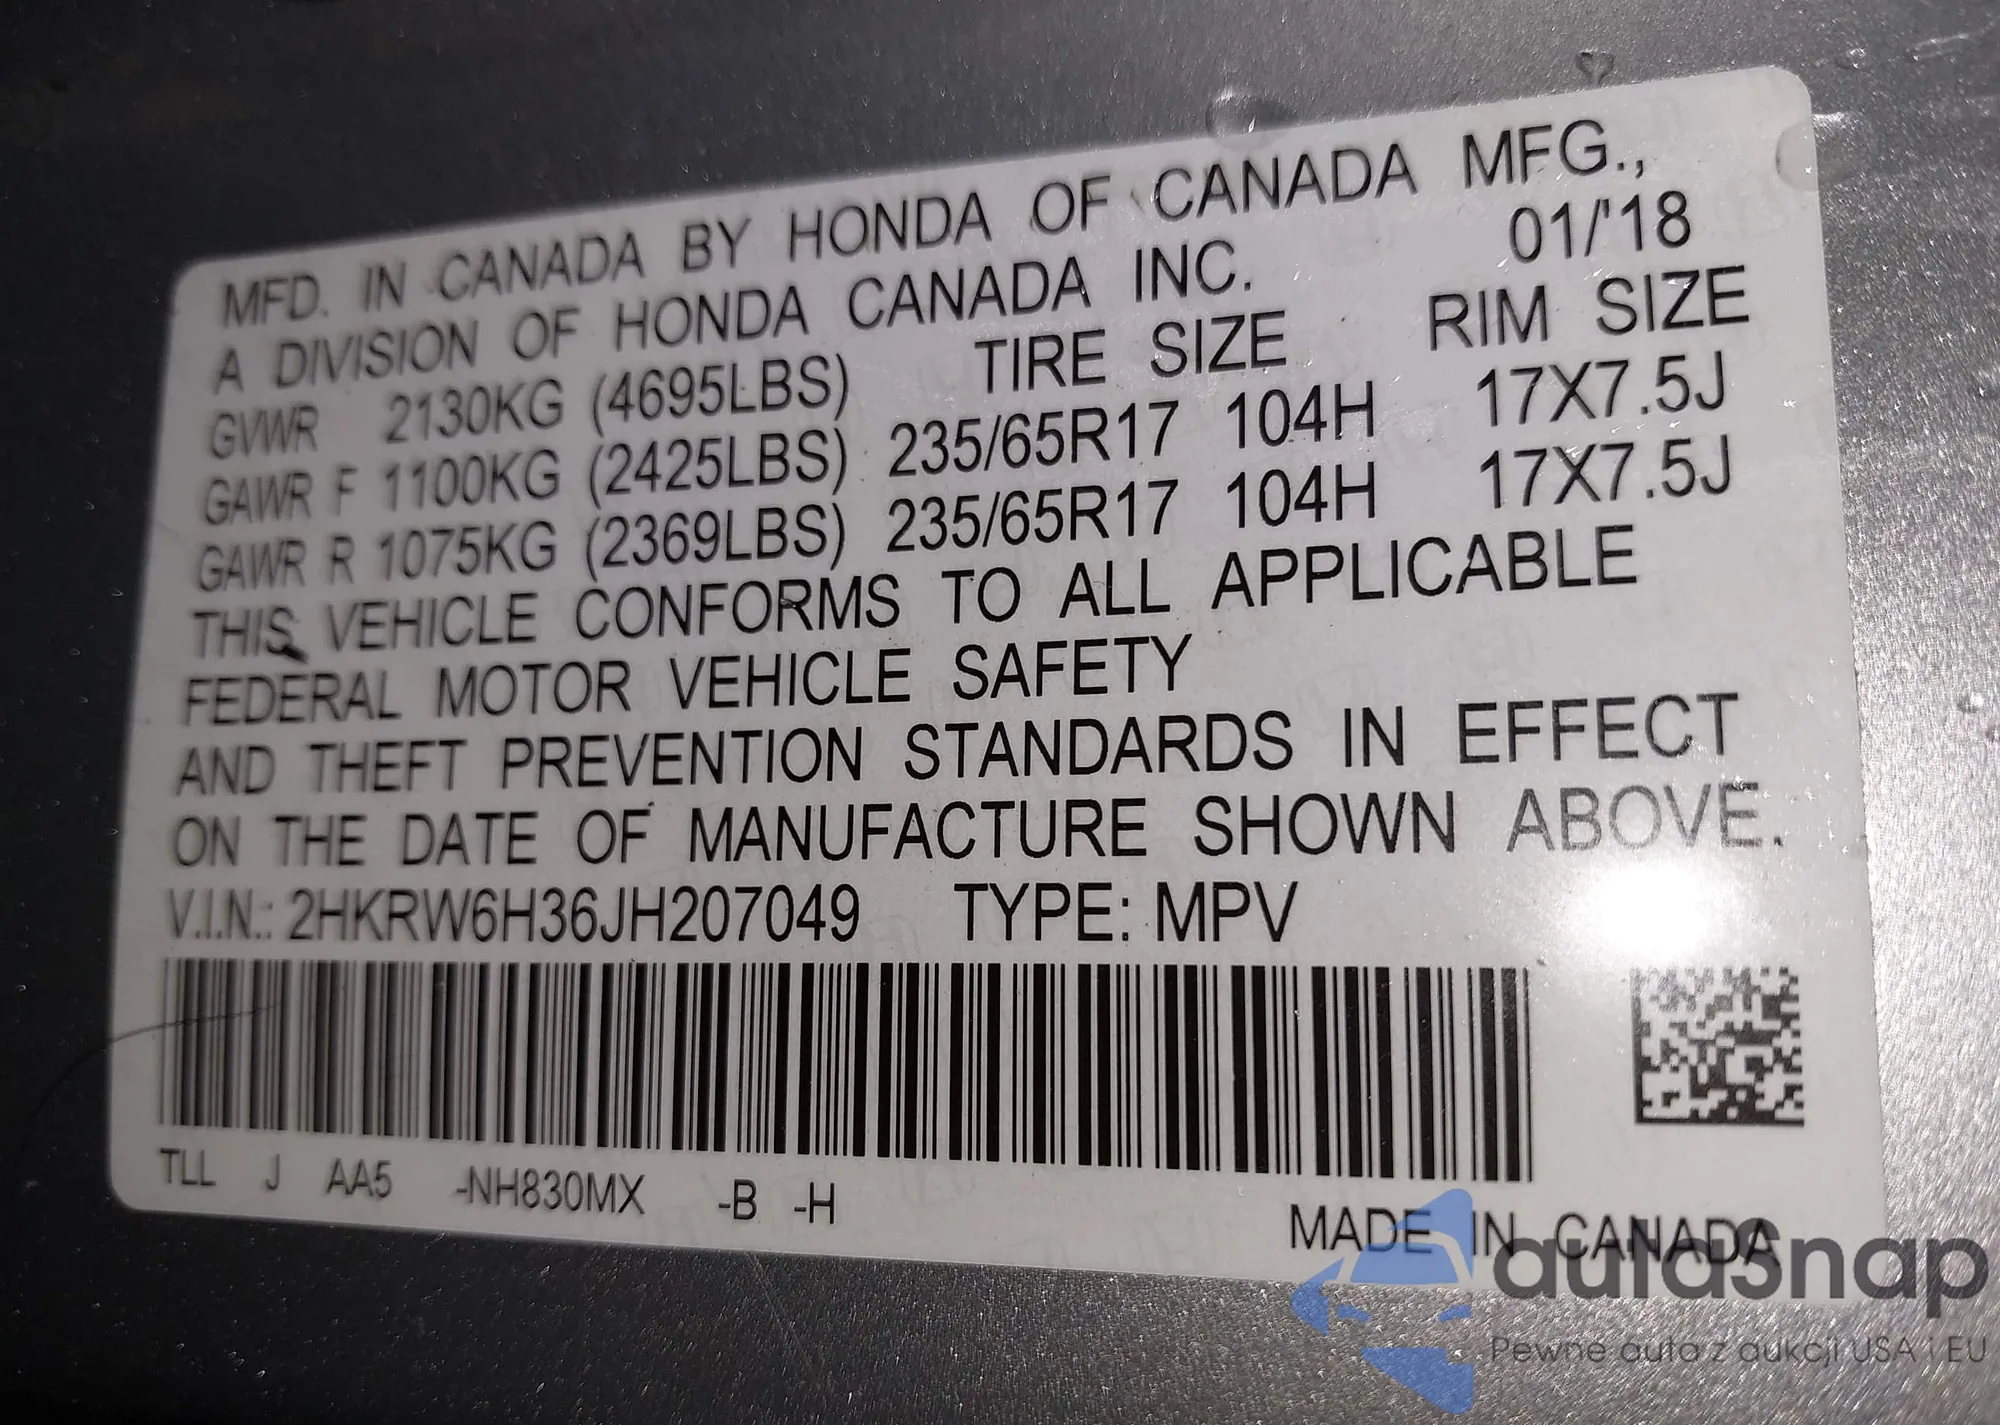 MFD. IN CANADA BY HONDA OF CANADA MFG.,
A DIVISION OF HONDA CANADA INC. 01/'18
GVWR 2130KG (4695LBS) TIRE SIZE RIM SIZE
GAWR F 1100KG (2425LBS) 235/65R17 104H 17X7.5J
GAWR R 1075KG (2369LBS) 235/65R17 104H 17X7.5J
THIS VEHICLE CONFORMS TO ALL APPLICABLE
FEDERAL MOTOR VEHICLE SAFETY
AND THEFT PREVENTION STANDARDS IN EFFECT
ON THE DATE OF MANUFACTURE SHOWN ABOVE.
V.I.N.: 2HKRW6H36JH207049 TYPE: MPV
TLL J AA5 -NH830MX -B -H
MADE IN CANADA
autaSnap
Pewne auta z aukcji USA i EU